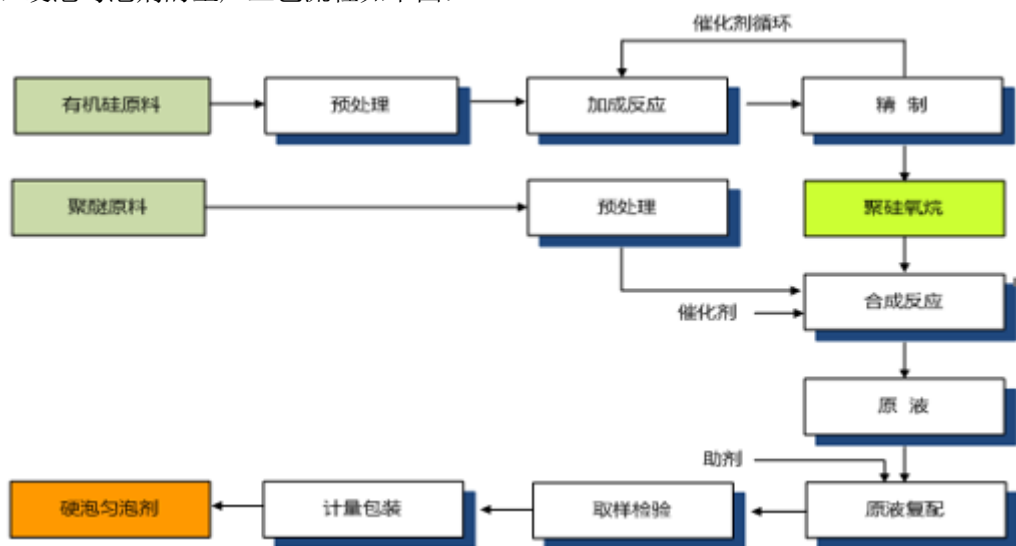 催化剂循环
有机硅原料
预处理
加成反应
精 制
聚醚原料
预处理
聚硅氧烷
催化剂
合成反应
原 液
助剂
硬泡匀泡剂
计量包装
取样检验
原液复配